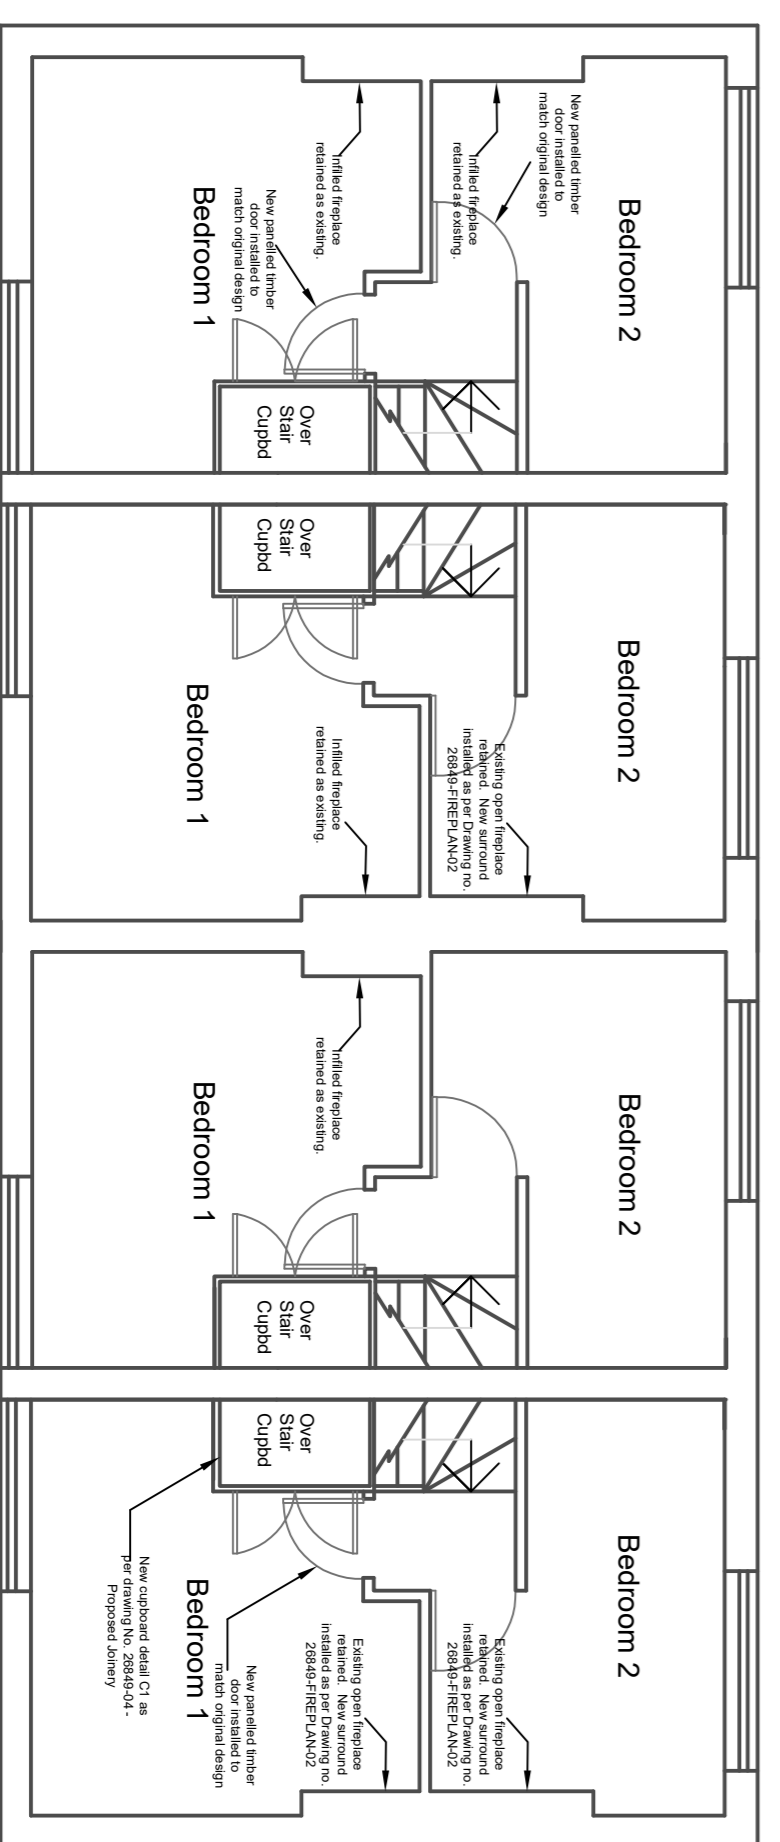 New panelled timber
door installed to
match original design
Bedroom 2
Infilled fireplace
retained as existing.
Infilled fireplace
retained as existing.
New panelled timber
door installed to
match original design
Bedroom 1
Over
Stair
Cupbd
Over
Stair
Cupbd
Bedroom 2
Existing open fireplace
retained. New surround
installed as per Drawing no.
26849-FIREPLAN-02
Infilled fireplace
retained as existing.
Bedroom 1
Bedroom 2
Infilled fireplace
retained as existing.
Bedroom 1
Over
Stair
Cupbd
Over
Stair
Cupbd
Bedroom 2
Existing open fireplace
retained. New surround
installed as per Drawing no.
26849-FIREPLAN-02
Existing open fireplace
retained. New surround
installed as per Drawing no.
26849-FIREPLAN-02
New panelled timber
door installed to
match original design
Bedroom 1
New cupboard detail C1 as
per drawing No. 26849-04 -
Proposed Joinery